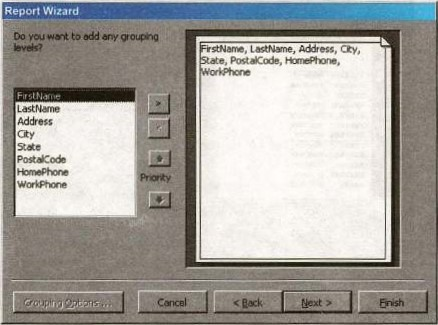 Report Wizard
Do you want to add any grouping
levels?
FirstName
LastName
Address
City
State
PostalCode
HomePhone
WorkPhone
>
<
Priority
FirstName, LastName, Address, City,
State, PostalCode, HomePhone,
WorkPhone
Grouping Options ...
Cancel
< Back
Next >
Finish